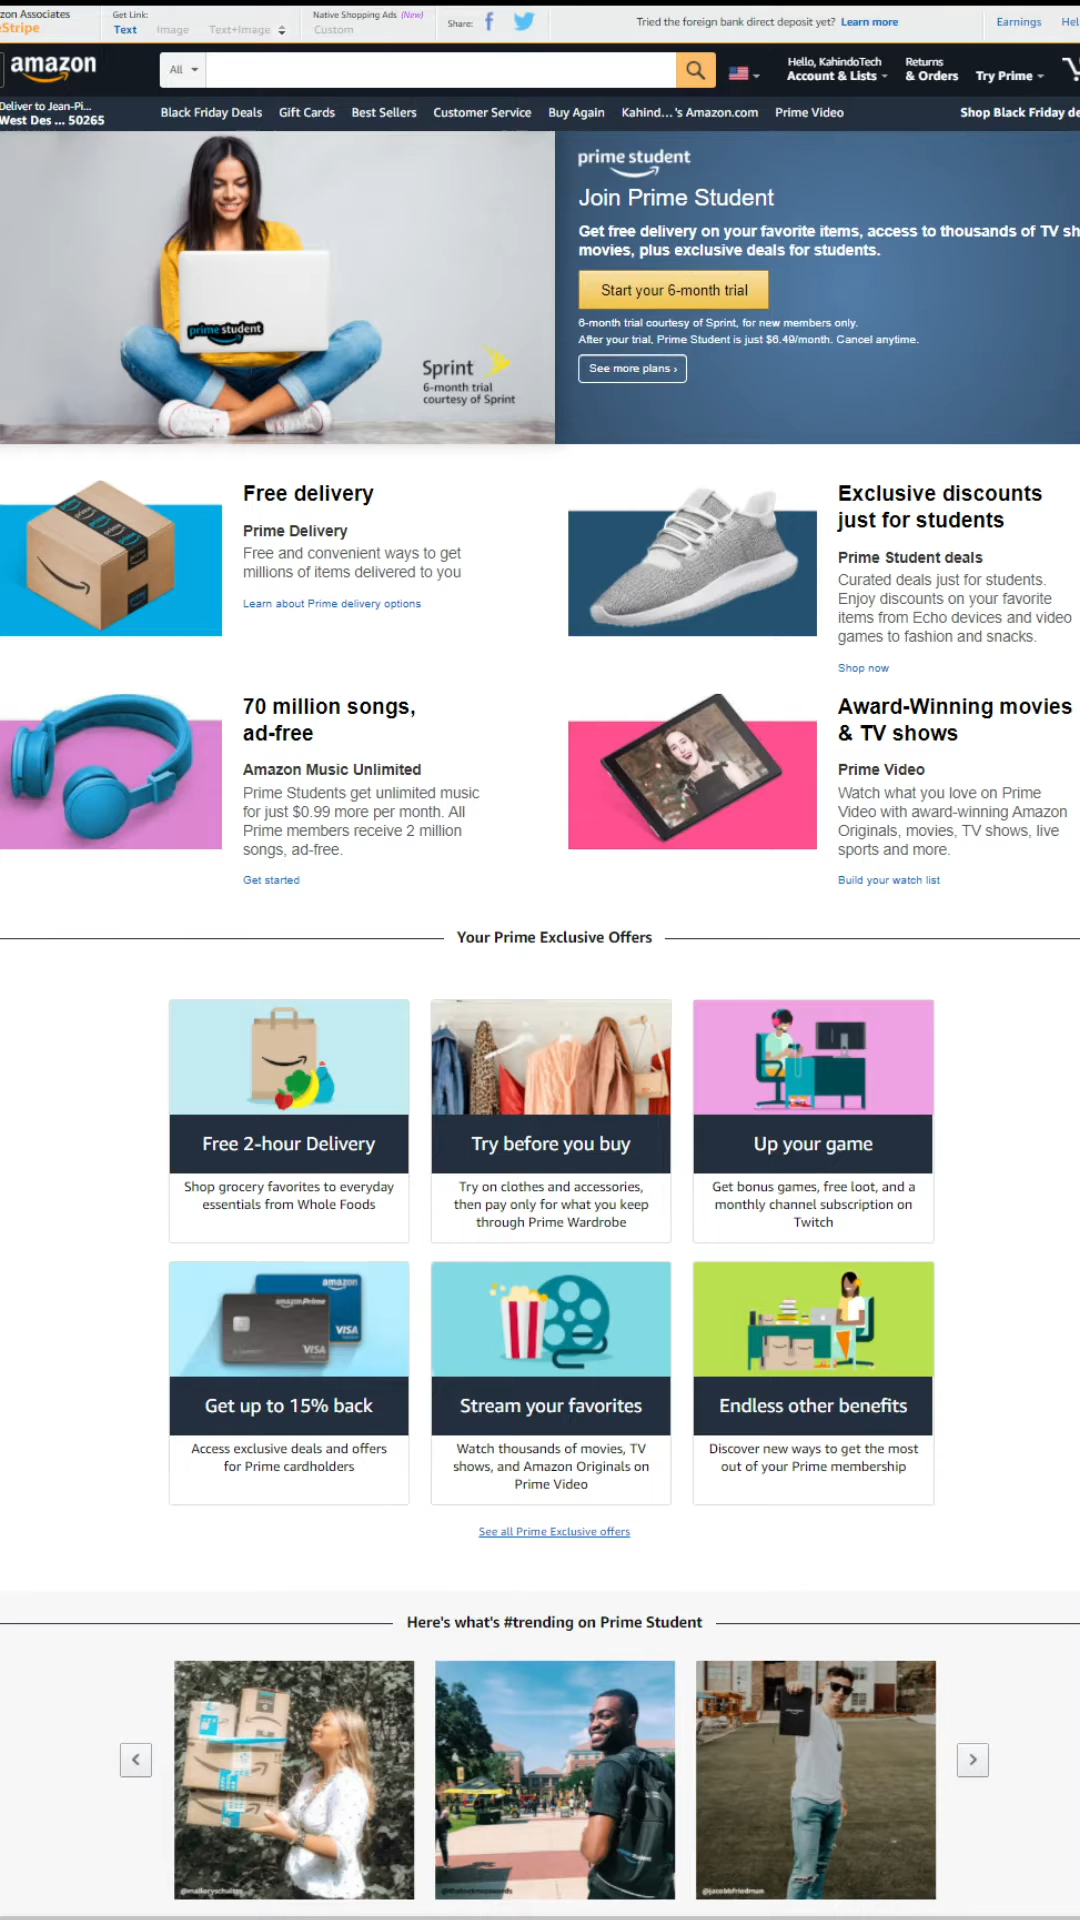 zon Associates
eStripe
Get Link:
Text Image Text+Image
Native Shopping Ads (New)
Custom
Share:
Tried the foreign bank direct deposit yet? Learn more
Earnings
Hel
amazon
All
Hello, KahindoTech
Account & Lists
Returns
& Orders
Try Prime
Deliver to Jean-Pi...
West Des ... 50265
Black Friday Deals Gift Cards Best Sellers Customer Service Buy Again Kahind...'s Amazon.com Prime Video
Shop Black Friday de
prime student
Sprint
6-month trial
courtesy of Sprint
prime student
Join Prime Student
Get free delivery on your favorite items, access to thousands of TV sh
movies, plus exclusive deals for students.
Start your 6-month trial
6-month trial courtesy of Sprint, for new members only.
After your trial, Prime Student is just $6.49/month. Cancel anytime.
See more plans ›
Free delivery
Prime Delivery
Free and convenient ways to get
millions of items delivered to you
Learn about Prime delivery options
Exclusive discounts
just for students
Prime Student deals
Curated deals just for students.
Enjoy discounts on your favorite
items from Echo devices and video
games to fashion and snacks.
Shop now
70 million songs,
ad-free
Amazon Music Unlimited
Prime Students get unlimited music
for just $0.99 more per month. All
Prime members receive 2 million
songs, ad-free.
Get started
Award-Winning movies
& TV shows
Prime Video
Watch what you love on Prime
Video with award-winning Amazon
Originals, movies, TV shows, live
sports and more.
Build your watch list
Your Prime Exclusive Offers
Free 2-hour Delivery
Shop grocery favorites to everyday
essentials from Whole Foods
Try before you buy
Try on clothes and accessories,
then pay only for what you keep
through Prime Wardrobe
Up your game
Get bonus games, free loot, and a
monthly channel subscription on
Twitch
amazon
amazonPrime
VISA
VISA
Get up to 15% back
Access exclusive deals and offers
for Prime cardholders
Stream your favorites
Watch thousands of movies, TV
shows, and Amazon Originals on
Prime Video
Endless other benefits
Discover new ways to get the most
out of your Prime membership
See all Prime Exclusive offers
Here's what's #trending on Prime Student
@malleryschultes
@jacobbfriedman